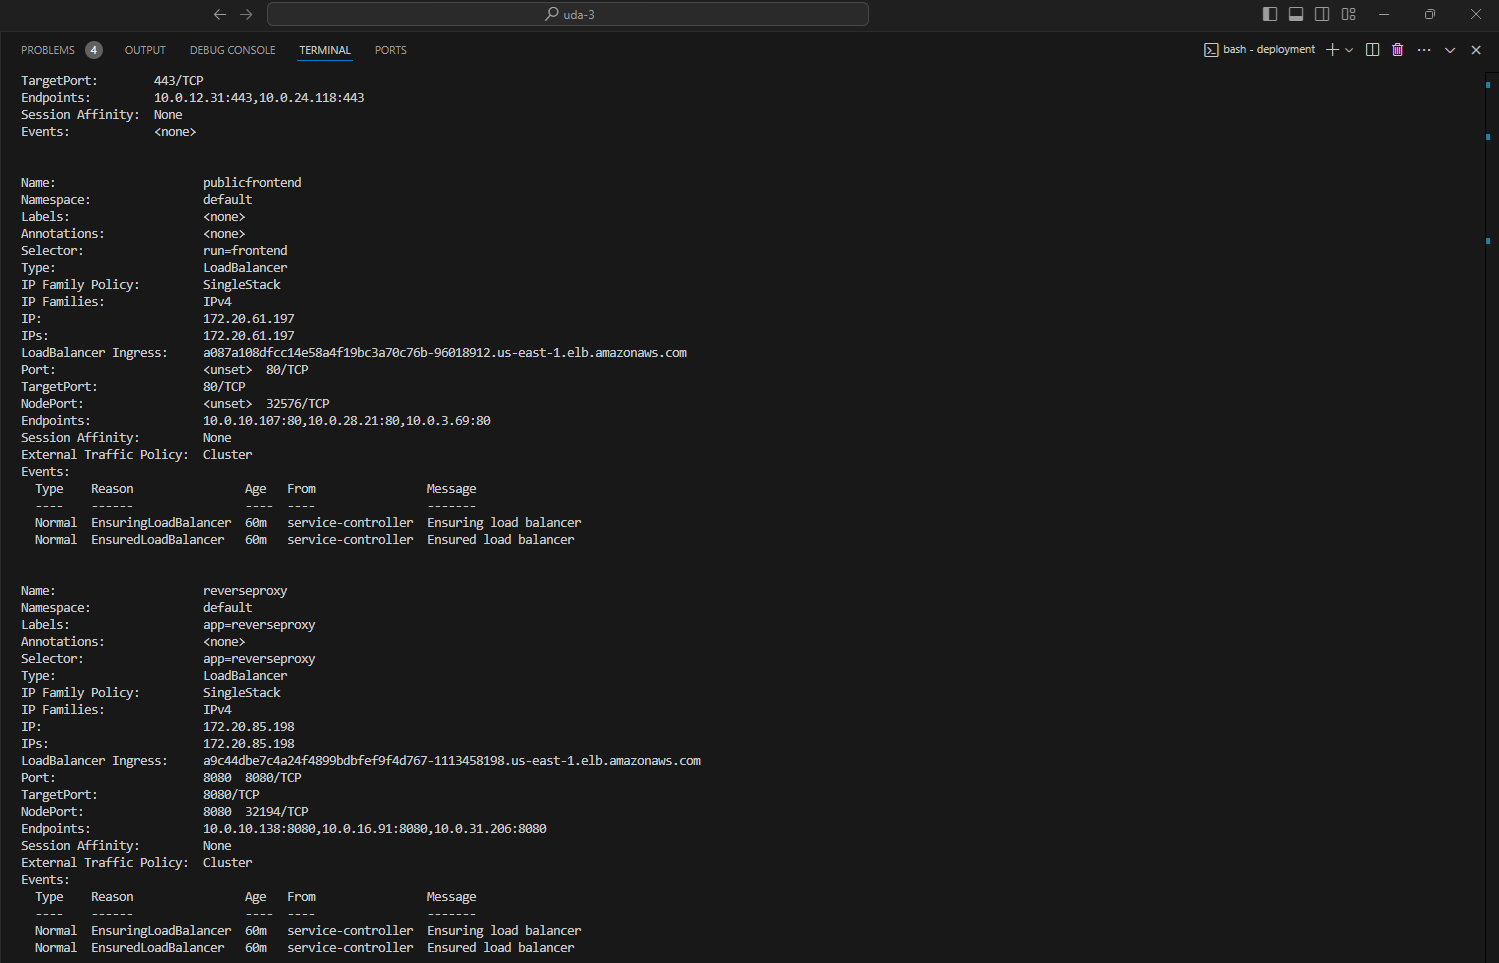 uda-3
PROBLEMS 4 OUTPUT DEBUG CONSOLE TERMINAL PORTS bash - deployment
TargetPort: 443/TCP
Endpoints: 10.0.12.31:443,10.0.24.118:443
Session Affinity: None
Events: <none>
Name: publicfrontend
Namespace: default
Labels: <none>
Annotations: <none>
Selector: run=frontend
Type: LoadBalancer
IP Family Policy: SingleStack
IP Families: IPv4
IP: 172.20.61.197
IPs: 172.20.61.197
LoadBalancer Ingress: a087a108dfcc14e58a4f19bc3a70c76b-96018912.us-east-1.elb.amazonaws.com
Port: <unset> 80/TCP
TargetPort: 80/TCP
NodePort: <unset> 32576/TCP
Endpoints: 10.0.10.107:80,10.0.28.21:80,10.0.3.69:80
Session Affinity: None
External Traffic Policy: Cluster
Events:
Type Reason Age From Message
---- ------ ---- ---- -------
Normal EnsuringLoadBalancer 60m service-controller Ensuring load balancer
Normal EnsuredLoadBalancer 60m service-controller Ensured load balancer
Name: reverseproxy
Namespace: default
Labels: app=reverseproxy
Annotations: <none>
Selector: app=reverseproxy
Type: LoadBalancer
IP Family Policy: SingleStack
IP Families: IPv4
IP: 172.20.85.198
IPs: 172.20.85.198
LoadBalancer Ingress: a9c44dbe7c4a24f4899bdbfef9f4d767-1113458198.us-east-1.elb.amazonaws.com
Port: 8080 8080/TCP
TargetPort: 8080/TCP
NodePort: 8080 32194/TCP
Endpoints: 10.0.10.138:8080,10.0.16.91:8080,10.0.31.206:8080
Session Affinity: None
External Traffic Policy: Cluster
Events:
Type Reason Age From Message
---- ------ ---- ---- -------
Normal EnsuringLoadBalancer 60m service-controller Ensuring load balancer
Normal EnsuredLoadBalancer 60m service-controller Ensured load balancer